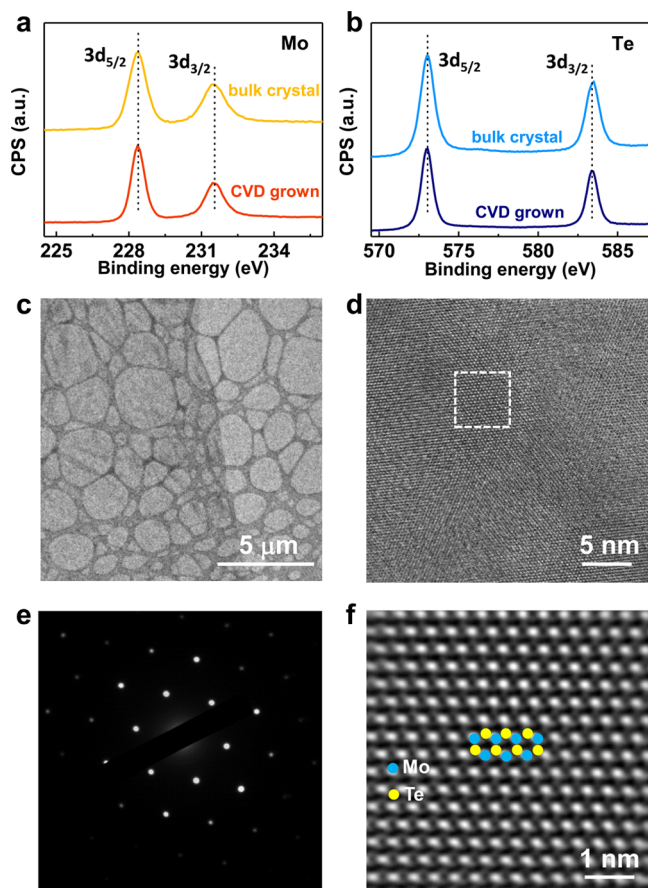 a
Mo
3d5/2
3d3/2
bulk crystal
CVD grown
CPS (a.u.)
225 228 231 234
Binding energy (eV)
b
Te
3d5/2
3d3/2
bulk crystal
CVD grown
CPS (a.u.)
570 575 580 585
Binding energy (eV)
c
5 μm
d
5 nm
e
f
Mo
Te
1 nm